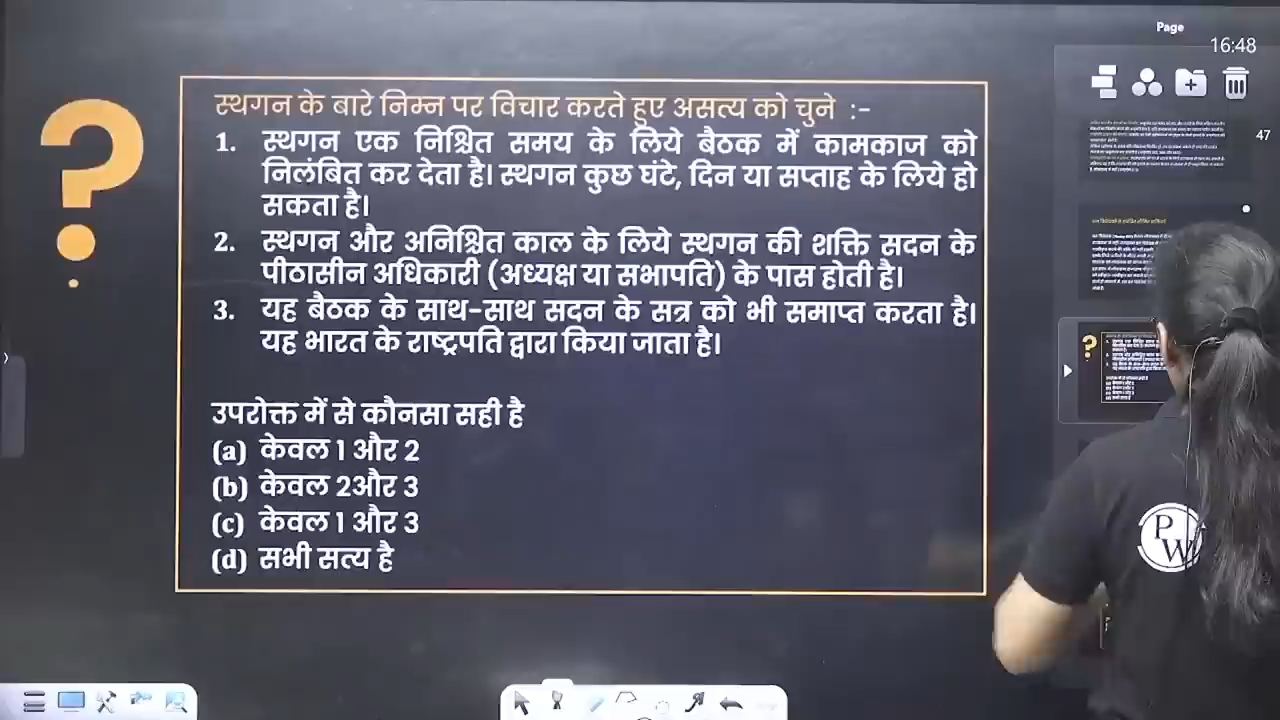 Page
16:48
47
?
स्थगन के बारे निम्न पर विचार करते हुए असत्य को चुने :-
1. स्थगन एक निश्चित समय के लिये बैठक में कामकाज को
निलंबित कर देता है। स्थगन कुछ घंटे, दिन या सप्ताह के लिये हो
सकता है।
2. स्थगन और अनिश्चित काल के लिये स्थगन की शक्ति सदन के
पीठासीन अधिकारी (अध्यक्ष या सभापति) के पास होती है।
3. यह बैठक के साथ-साथ सदन के सत्र को भी समाप्त करता है।
यह भारत के राष्ट्रपति द्वारा किया जाता है।
उपरोक्त में से कौनसा सही है
(a) केवल 1 और 2
(b) केवल 2और 3
(c) केवल 1 और 3
(d) सभी सत्य है
PW